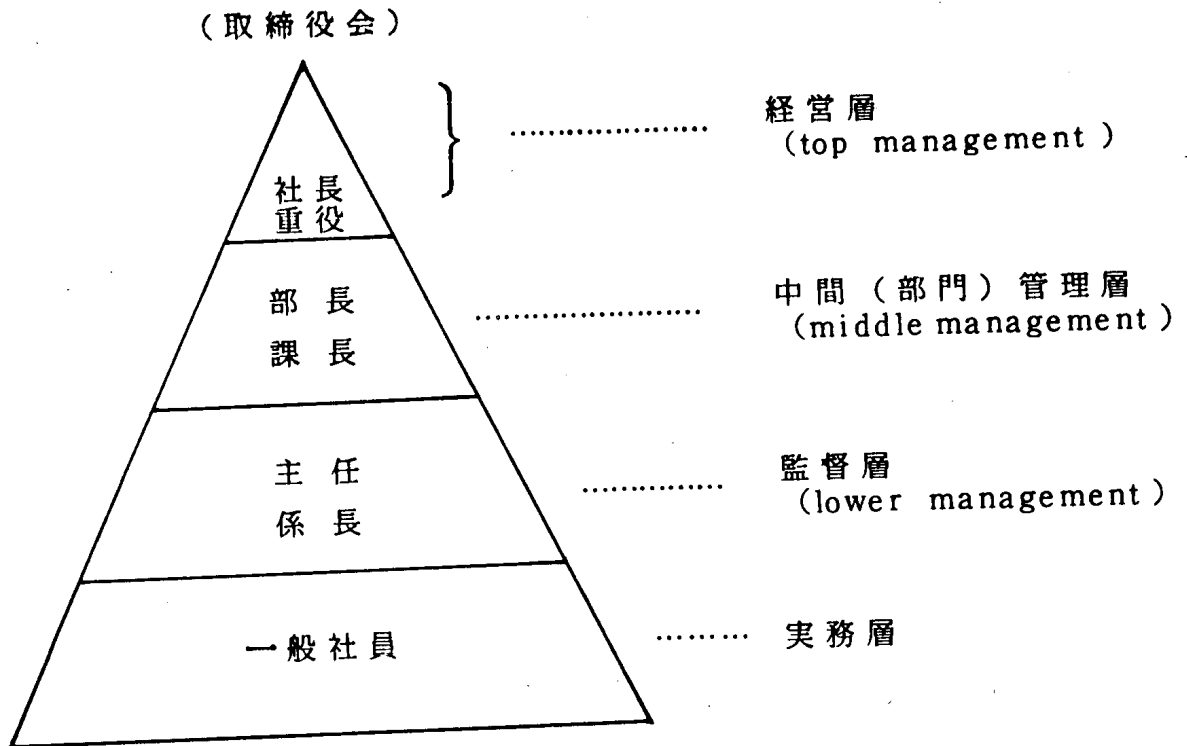 (取締役会)
経営層
(top management)
社長
重役
部長
課長
中間(部門)管理層
(middle management)
主任
係長
監督層
(lower management)
一般社員
実務層